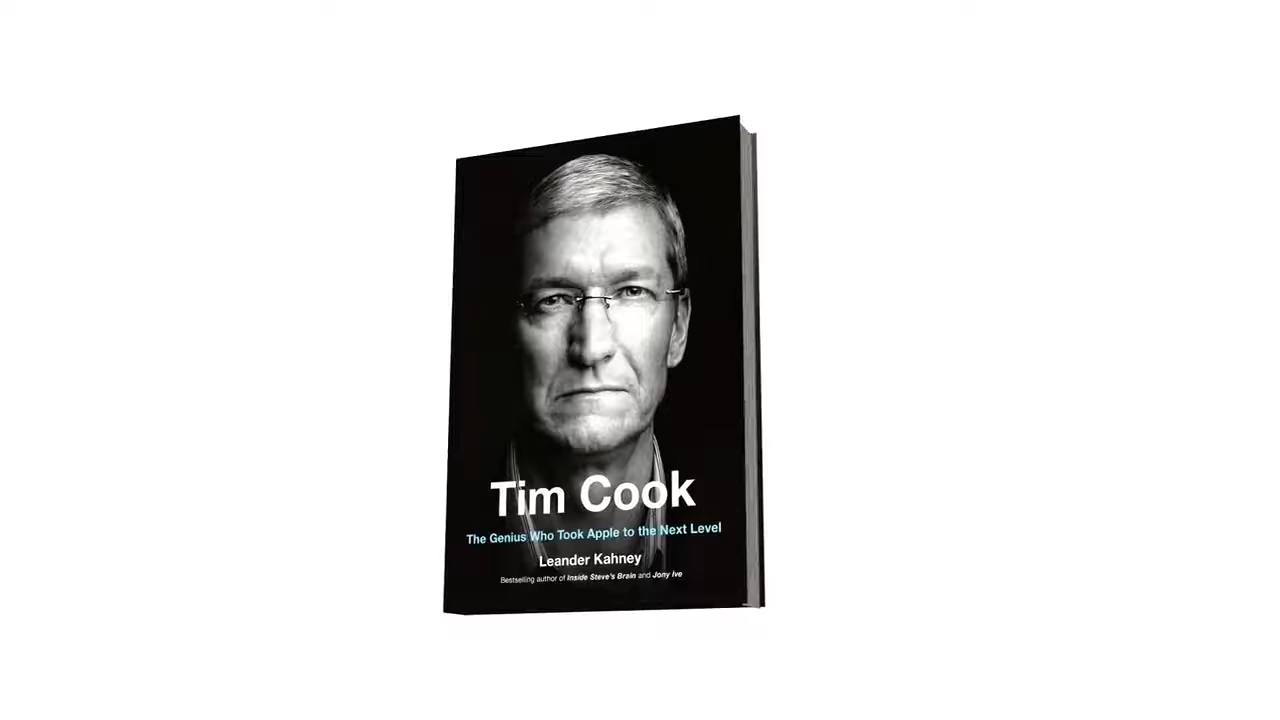 Tim Cook
The Genius Who Took Apple to the Next Level
Leander Kahney
Bestselling author of Inside Steve's Brain and Jony Ive